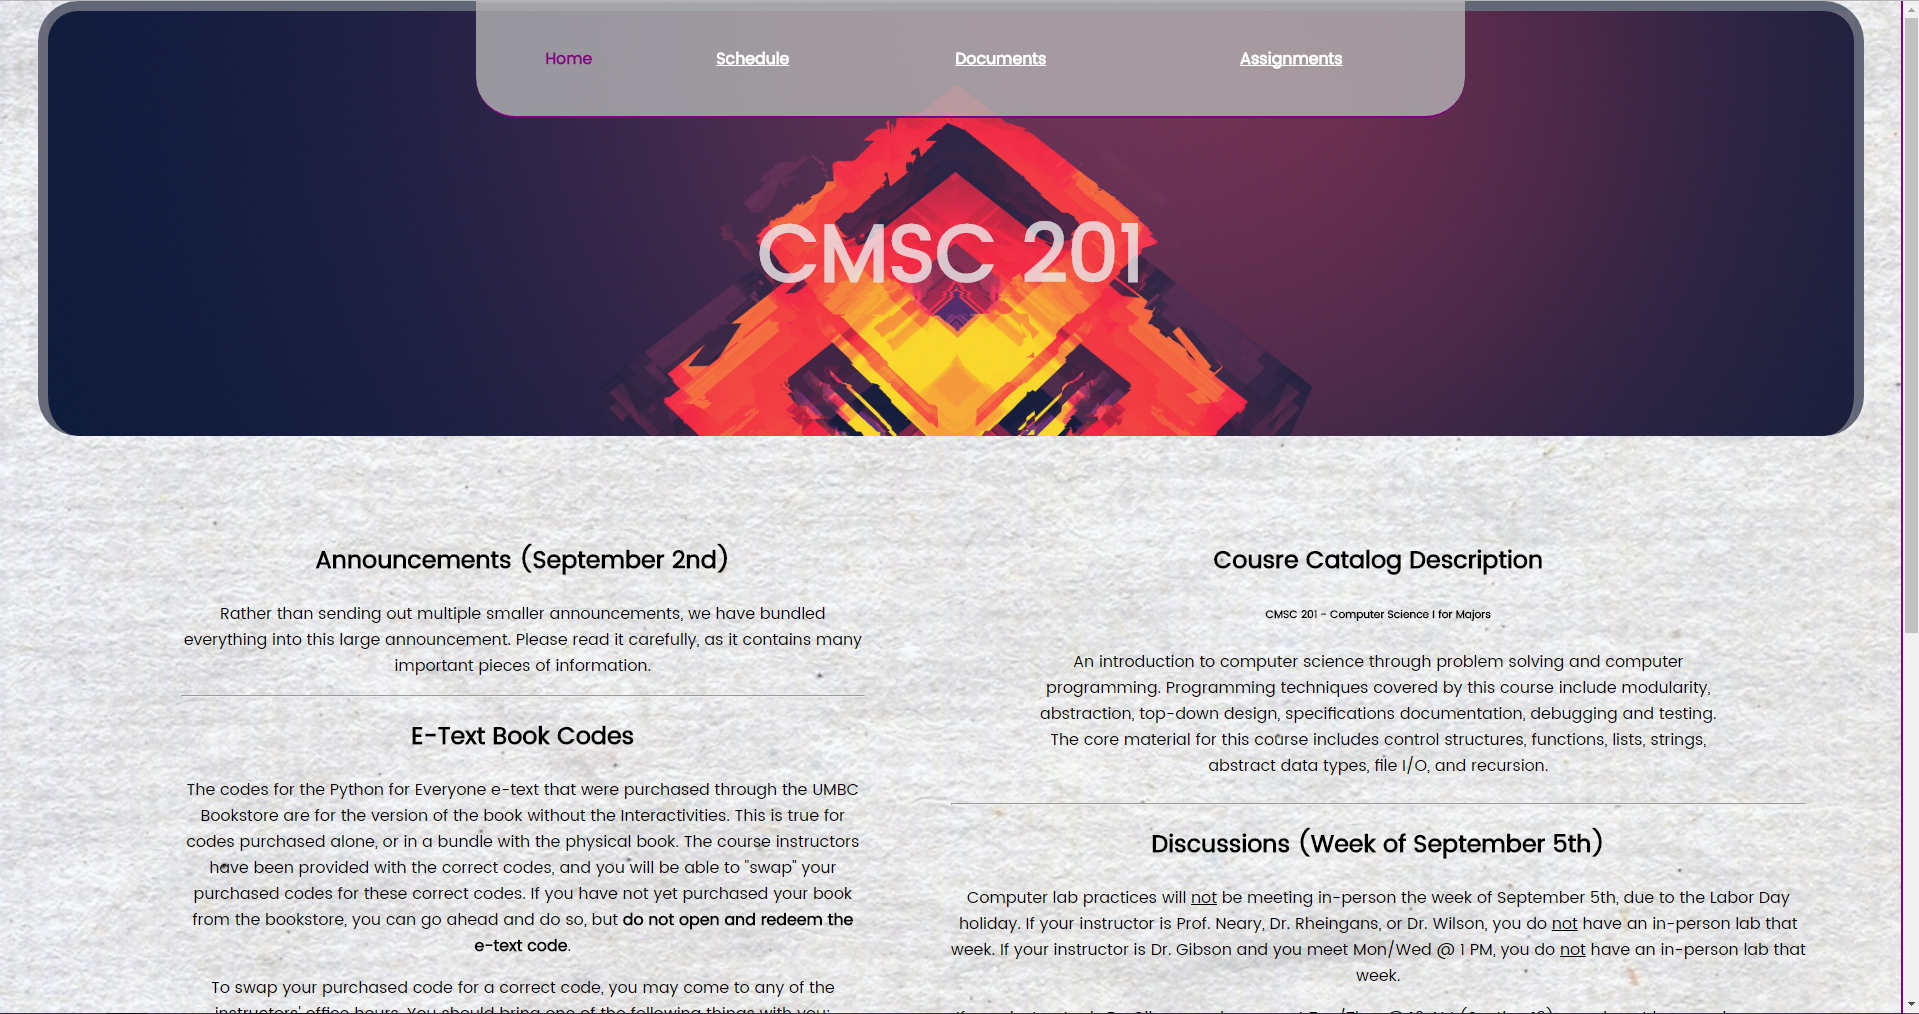 Home Schedule Documents Assignments
CMSC 201
Announcements (September 2nd)
Rather than sending out multiple smaller announcements, we have bundled
everything into this large announcement. Please read it carefully, as it contains many
important pieces of information.
E-Text Book Codes
The codes for the Python for Everyone e-text that were purchased through the UMBC
Bookstore are for the version of the book without the Interactivities. This is true for
codes purchased alone, or in a bundle with the physical book. The course instructors
have been provided with the correct codes, and you will be able to "swap" your
purchased codes for these correct codes. If you have not yet purchased your book
from the bookstore, you can go ahead and do so, but do not open and redeem the
e-text code.
To swap your purchased code for a correct code, you may come to any of the
instructors' office hours. You should bring one of the following things with you:
Cousre Catalog Description
CMSC 201 - Computer Science I for Majors
An introduction to computer science through problem solving and computer
programming. Programming techniques covered by this course include modularity,
abstraction, top-down design, specifications documentation, debugging and testing.
The core material for this course includes control structures, functions, lists, strings,
abstract data types, file I/O, and recursion.
Discussions (Week of September 5th)
Computer lab practices will not be meeting in-person the week of September 5th, due to the Labor Day
holiday. If your instructor is Prof. Neary, Dr. Rheingans, or Dr. Wilson, you do not have an in-person lab that
week. If your instructor is Dr. Gibson and you meet Mon/Wed @ 1 PM, you do not have an in-person lab that
week.